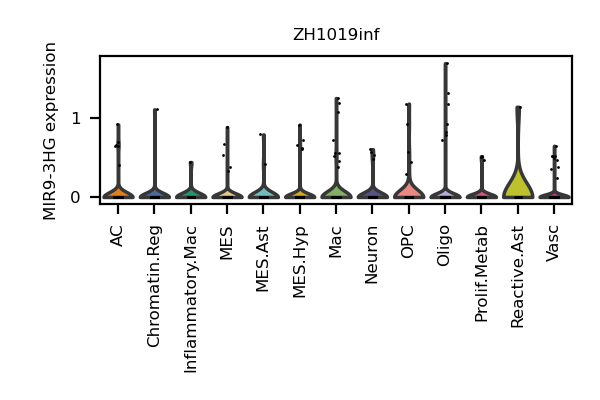 ZH1019inf
MIR9-3HG expression
1
0
AC
Chromatin.Reg
Inflammatory.Mac
MES
MES.Ast
MES.Hyp
Mac
Neuron
OPC
Oligo
Prolif.Metab
Reactive.Ast
Vasc